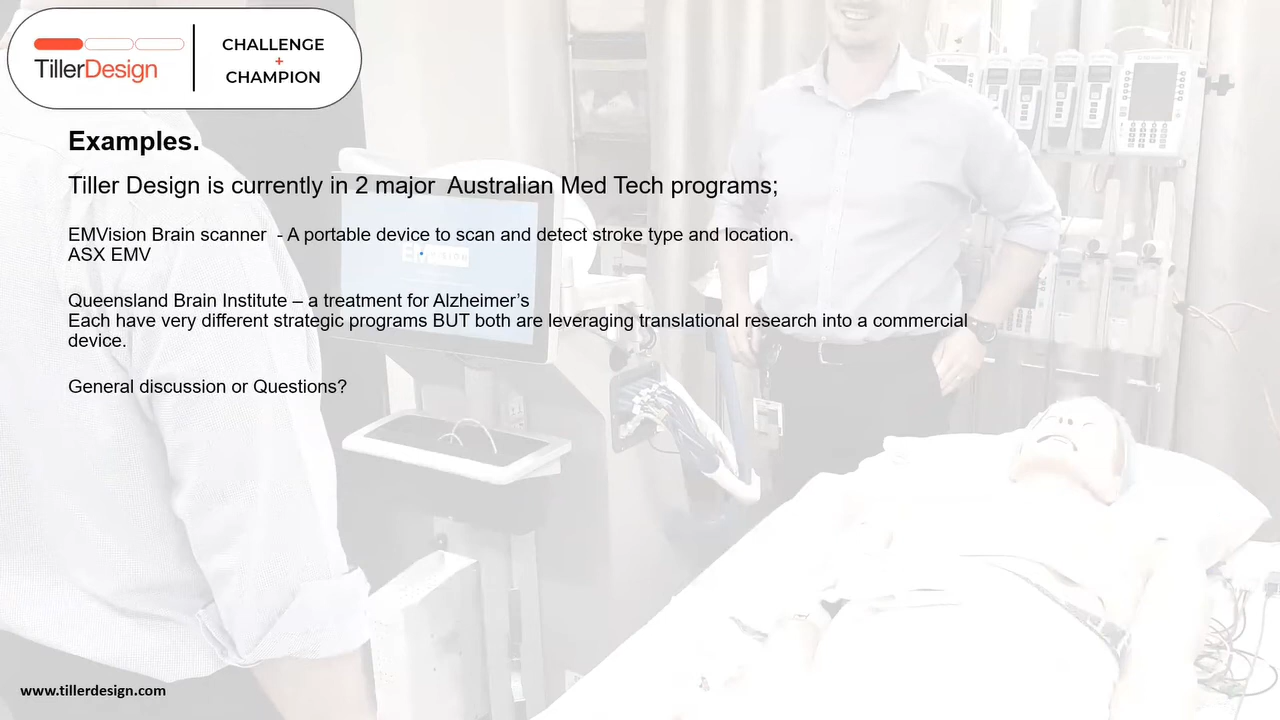 TillerDesign
CHALLENGE
+
CHAMPION
Examples.
Tiller Design is currently in 2 major  Australian Med Tech programs;
EMVision Brain scanner  - A portable device to scan and detect stroke type and location.
ASX EMV
Queensland Brain Institute – a treatment for Alzheimer’s
Each have very different strategic programs BUT both are leveraging translational research into a commercial
device.
General discussion or Questions?
www.tillerdesign.com